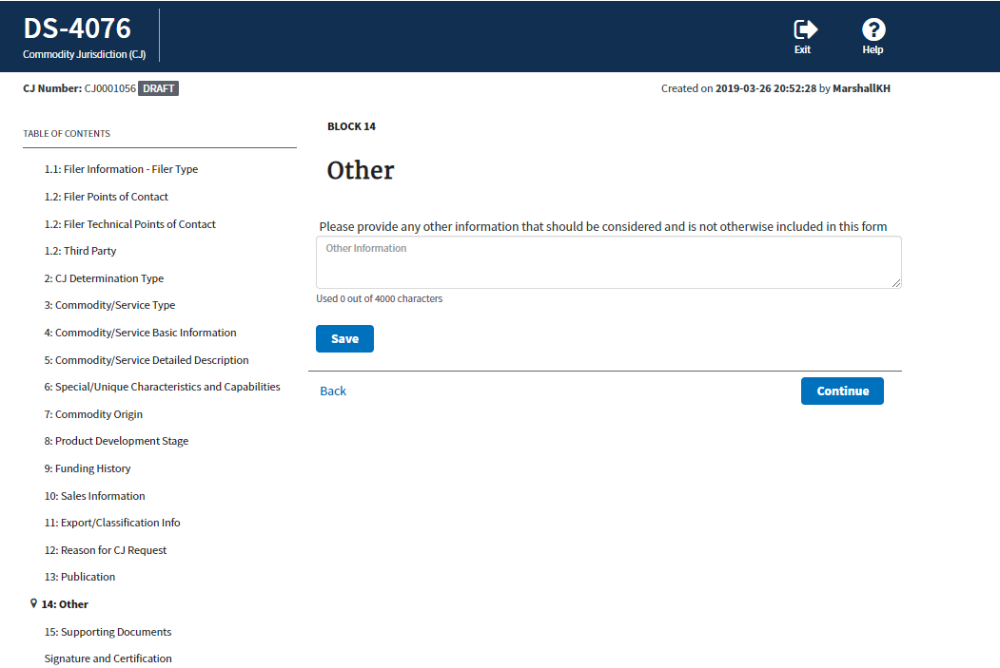 DS-4076
Commodity Jurisdiction (CJ)
Exit
Help
CJ Number: CJ0001056 DRAFT
Created on 2019-03-26 20:52:28 by MarshallKH
TABLE OF CONTENTS
1.1: Filer Information - Filer Type
1.2: Filer Points of Contact
1.2: Filer Technical Points of Contact
1.2: Third Party
2: CJ Determination Type
3: Commodity/Service Type
4: Commodity/Service Basic Information
5: Commodity/Service Detailed Description
6: Special/Unique Characteristics and Capabilities
7: Commodity Origin
8: Product Development Stage
9: Funding History
10: Sales Information
11: Export/Classification Info
12: Reason for CJ Request
13: Publication
14: Other
15: Supporting Documents
Signature and Certification
BLOCK 14
Other
Please provide any other information that should be considered and is not otherwise included in this form
Other Information
Used 0 out of 4000 characters
Save
Back
Continue